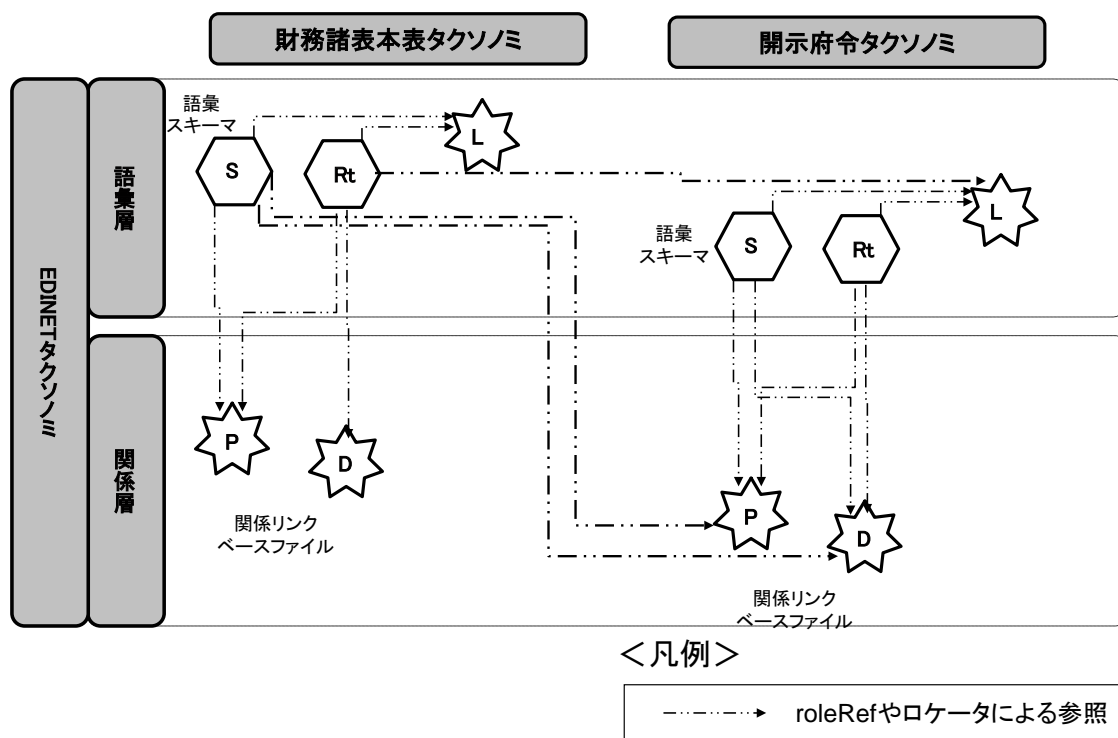 財務諸表本表タクソノミ
開示府令タクソノミ
EDINETタクソノミ
語彙層
関係層
語彙
スキーマ
S
Rt
L
語彙
スキーマ
S
Rt
L
P
D
関係リンク
ベースファイル
P
D
関係リンク
ベースファイル
＜凡例＞
roleRefやロケータによる参照